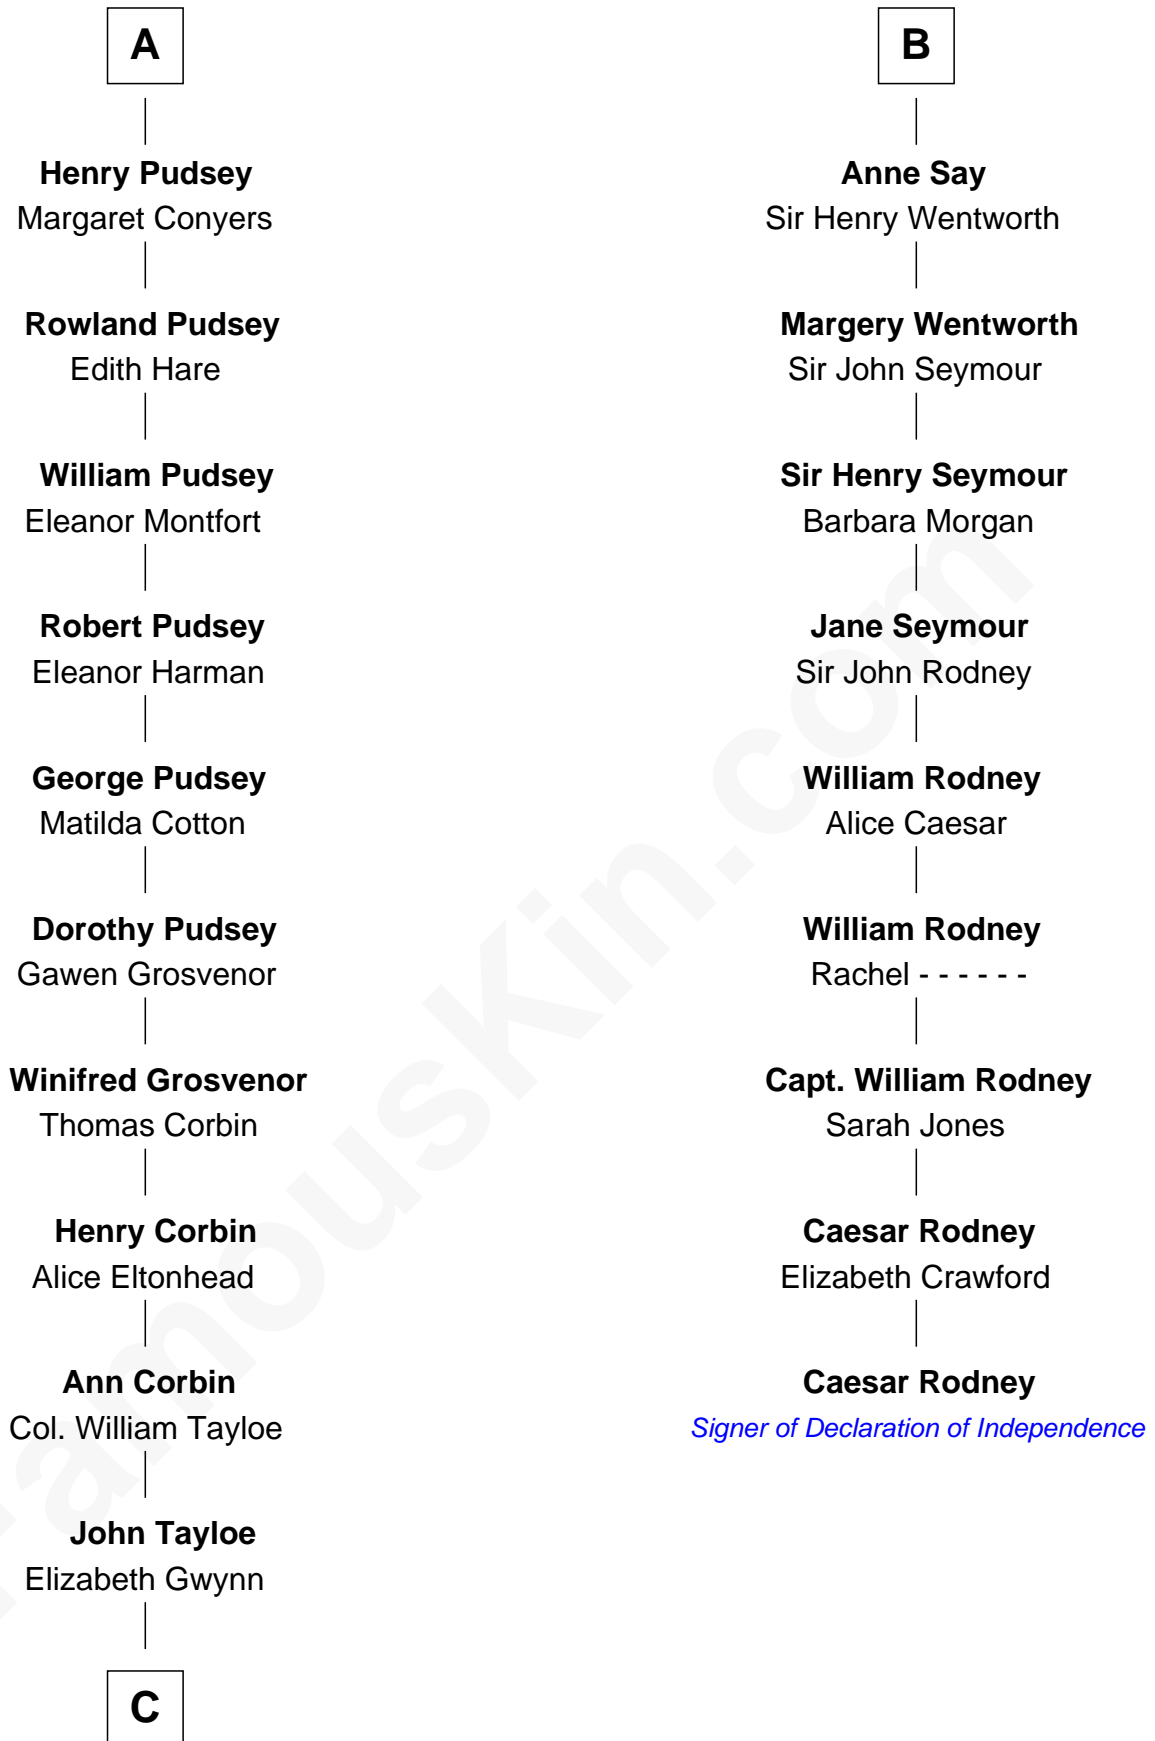 A
Henry Pudsey
Margaret Conyers
Rowland Pudsey
Edith Hare
William Pudsey
Eleanor Montfort
Robert Pudsey
Eleanor Harman
George Pudsey
Matilda Cotton
Dorothy Pudsey
Gawen Grosvenor
Winifred Grosvenor
Thomas Corbin
Henry Corbin
Alice Eltonhead
Ann Corbin
Col. William Tayloe
John Tayloe
Elizabeth Gwynn
C
B
Anne Say
Sir Henry Wentworth
Margery Wentworth
Sir John Seymour
Sir Henry Seymour
Barbara Morgan
Jane Seymour
Sir John Rodney
William Rodney
Alice Caesar
William Rodney
Rachel - - - - - -
Capt. William Rodney
Sarah Jones
Caesar Rodney
Elizabeth Crawford
Caesar Rodney
Signer of Declaration of Independence
FamousKin.com